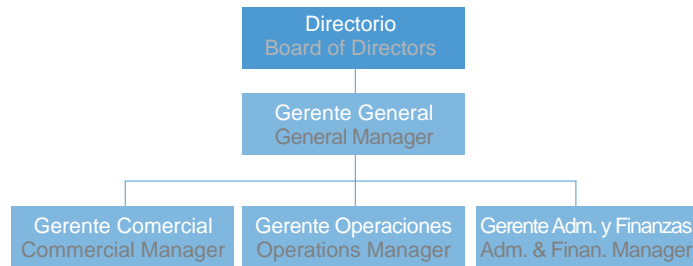 Directorio
Board of Directors
Gerente General
General Manager
Gerente Comercial
Commercial Manager
Gerente Operaciones
Operations Manager
Gerente Adm. y Finanzas
Adm. & Finan. Manager